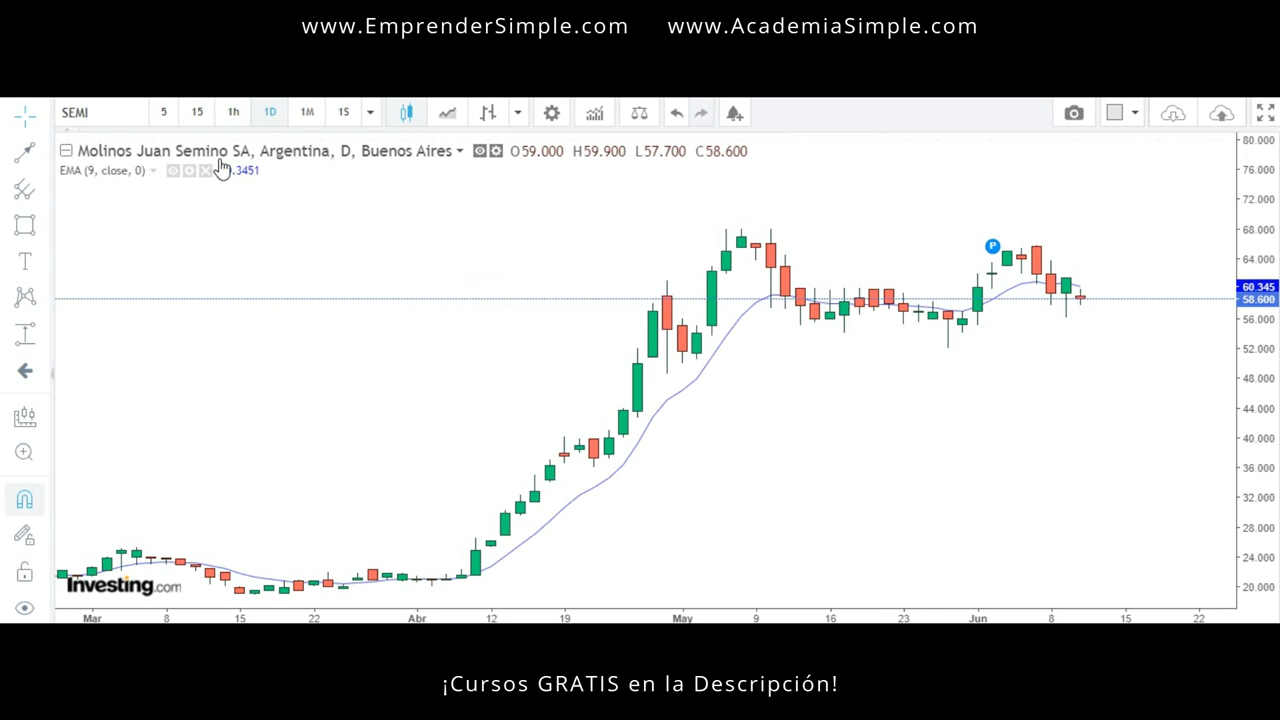 www.EmprenderSimple.com www.AcademiaSimple.com
SEMI 5 15 1h 1D 1M 1S
Molinos Juan Semino SA, Argentina, D, Buenos Aires O59.000 H59.900 L57.700 C58.600
EMA (9, close, 0) .3451
80.000
76.000
72.000
68.000
64.000
60.345
58.600
56.000
52.000
48.000
44.000
40.000
36.000
32.000
28.000
24.000
20.000
P
T
Investing.com
Mar 8 15 22 Abr 12 19 May 9 16 23 Jun 8 15 22
¡Cursos GRATIS en la Descripción!